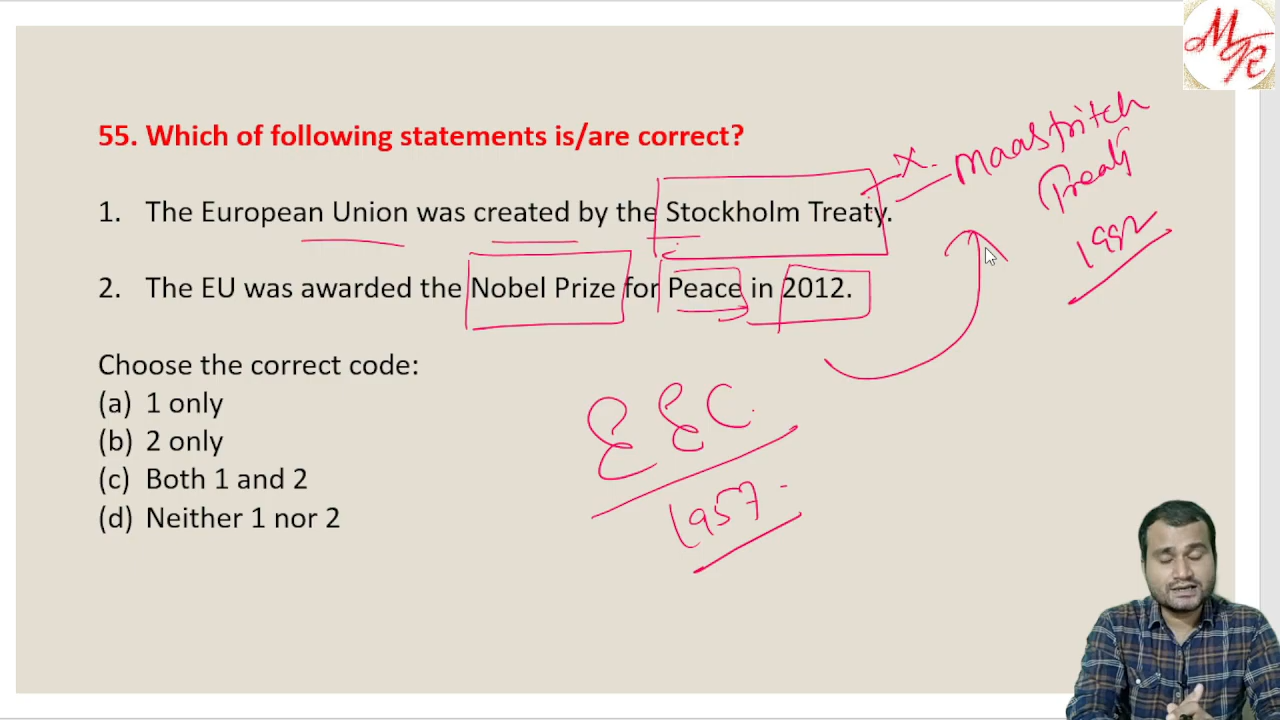 MR
55. Which of following statements is/are correct?
1. The European Union was created by the Stockholm Treaty.
X. Maastritch
Treaty
1992
2. The EU was awarded the Nobel Prize for Peace in 2012.
Choose the correct code:
(a) 1 only
(b) 2 only
(c) Both 1 and 2
(d) Neither 1 nor 2
EEC.
1957